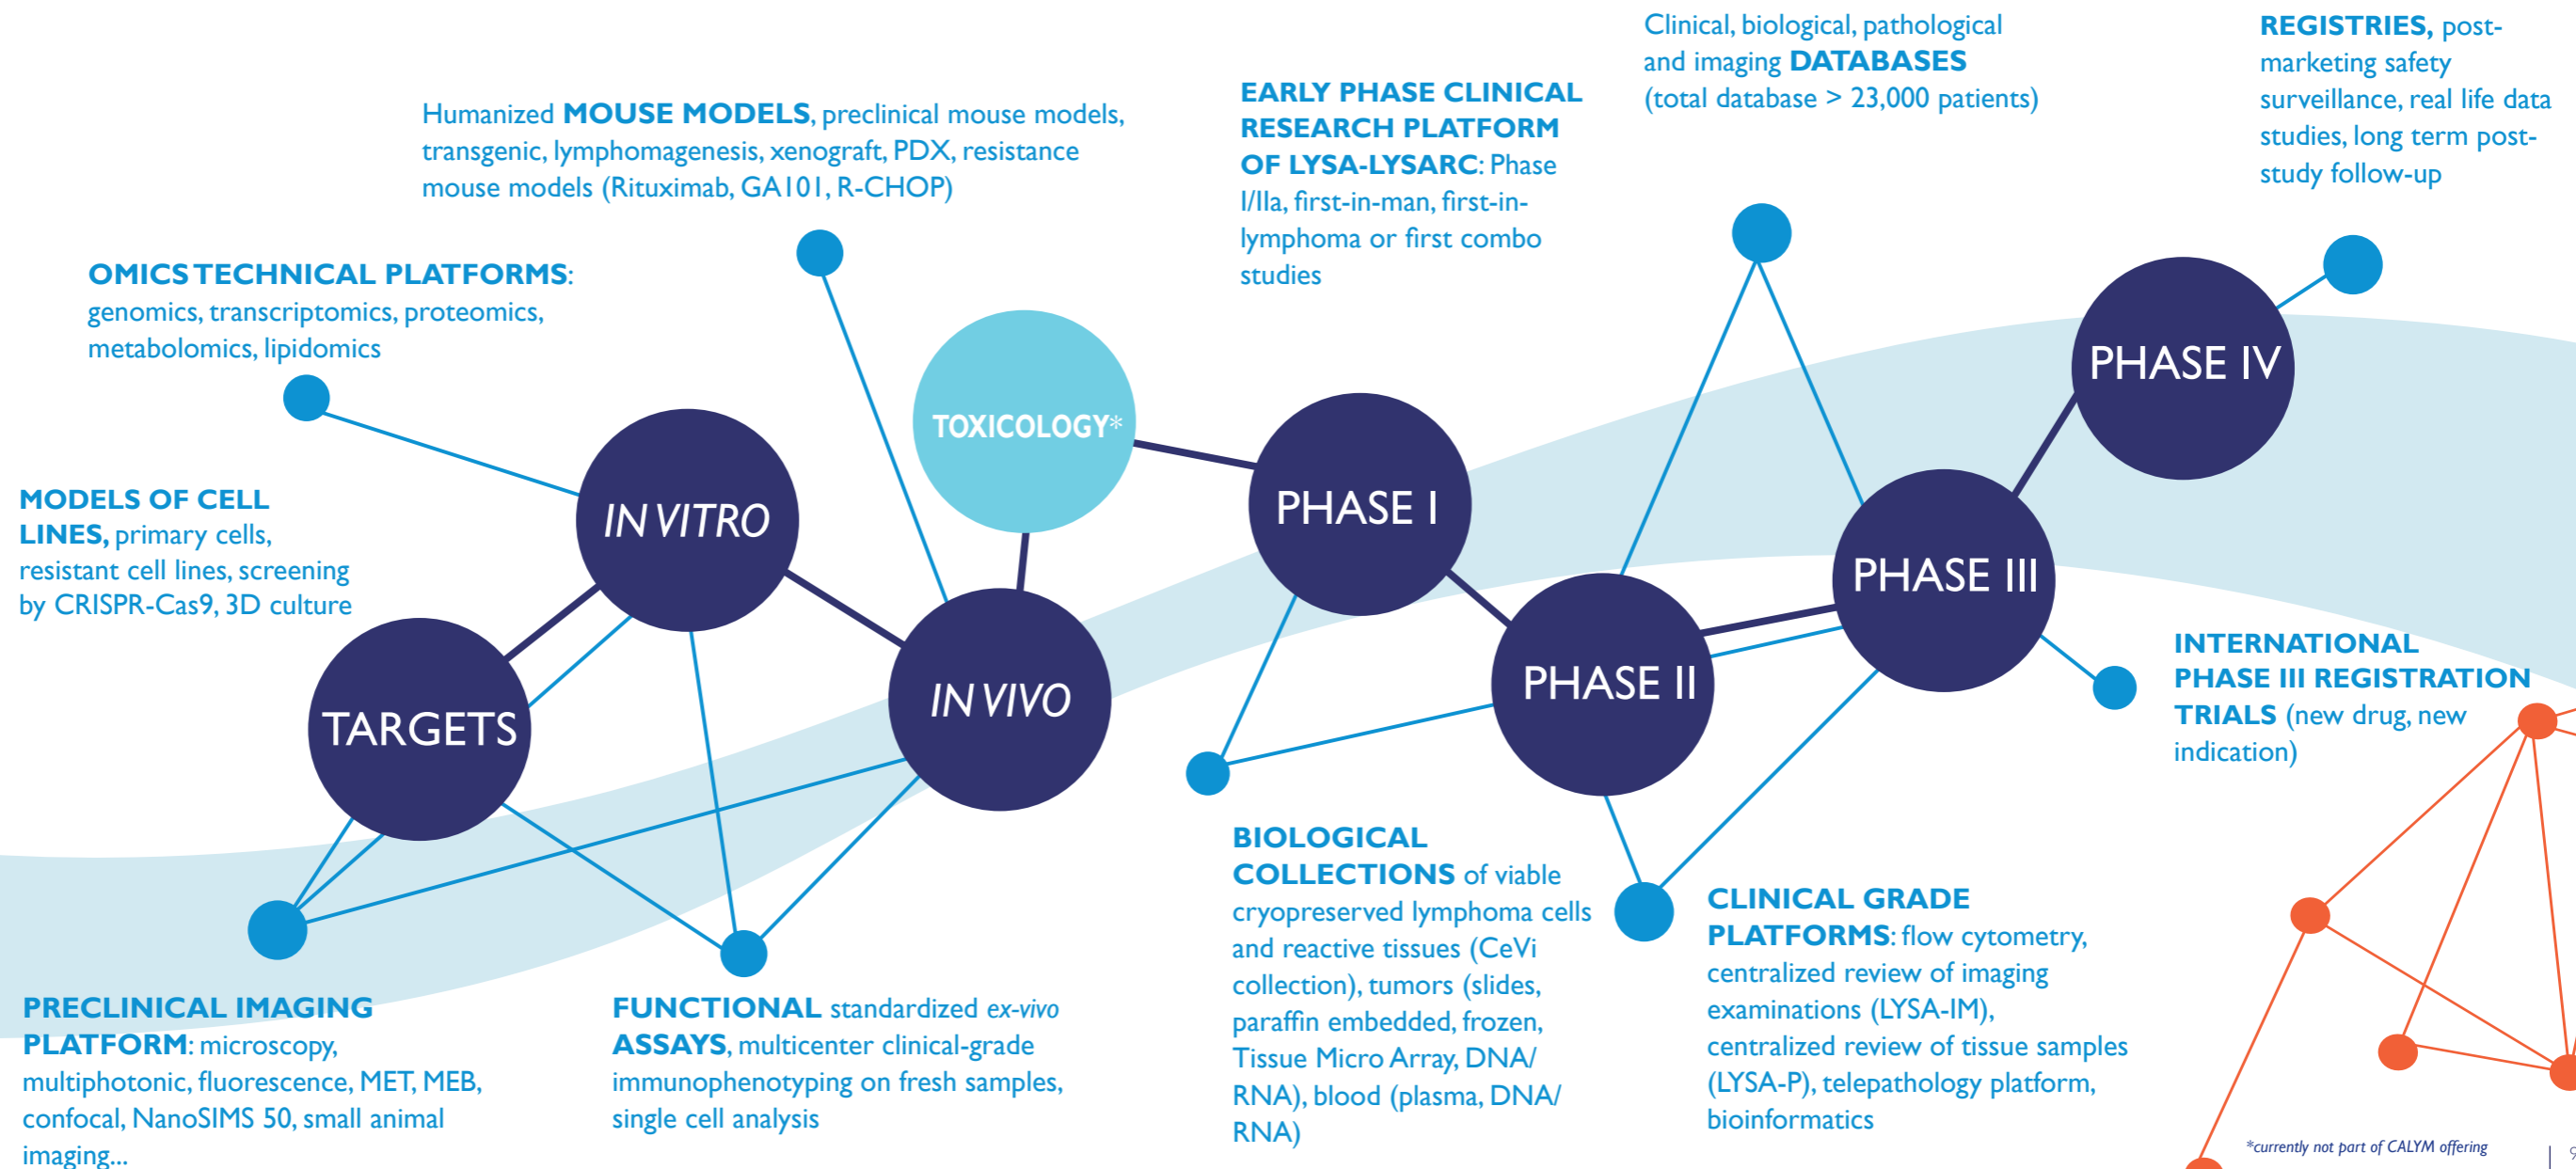 Clinical, biological, pathological
and imaging DATABASES
(total database > 23,000 patients)
REGISTRIES, post-
marketing safety
surveillance, real life data
studies, long term post-
study follow-up
EARLY PHASE CLINICAL
RESEARCH PLATFORM
OF LYSA-LYSARC: Phase
I/IIa, first-in-man, first-in-
lymphoma or first combo
studies
Humanized MOUSE MODELS, preclinical mouse models,
transgenic, lymphomagenesis, xenograft, PDX, resistance
mouse models (Rituximab, GA101, R-CHOP)
OMICS TECHNICAL PLATFORMS:
genomics, transcriptomics, proteomics,
metabolomics, lipidomics
MODELS OF CELL
LINES, primary cells,
resistant cell lines, screening
by CRISPR-Cas9, 3D culture
TARGETS
IN VITRO
IN VIVO
TOXICOLOGY*
PHASE I
PHASE II
PHASE III
PHASE IV
INTERNATIONAL
PHASE III REGISTRATION
TRIALS (new drug, new
indication)
PRECLINICAL IMAGING
PLATFORM: microscopy,
multiphotonic, fluorescence, MET, MEB,
confocal, NanoSIMS 50, small animal
imaging...
FUNCTIONAL standardized ex-vivo
ASSAYS, multicenter clinical-grade
immunophenotyping on fresh samples,
single cell analysis
BIOLOGICAL
COLLECTIONS of viable
cryopreserved lymphoma cells
and reactive tissues (CeVi
collection), tumors (slides,
paraffin embedded, frozen,
Tissue Micro Array, DNA/
RNA), blood (plasma, DNA/
RNA)
CLINICAL GRADE
PLATFORMS: flow cytometry,
centralized review of imaging
examinations (LYSA-IM),
centralized review of tissue samples
(LYSA-P), telepathology platform,
bioinformatics
*currently not part of CALYM offering